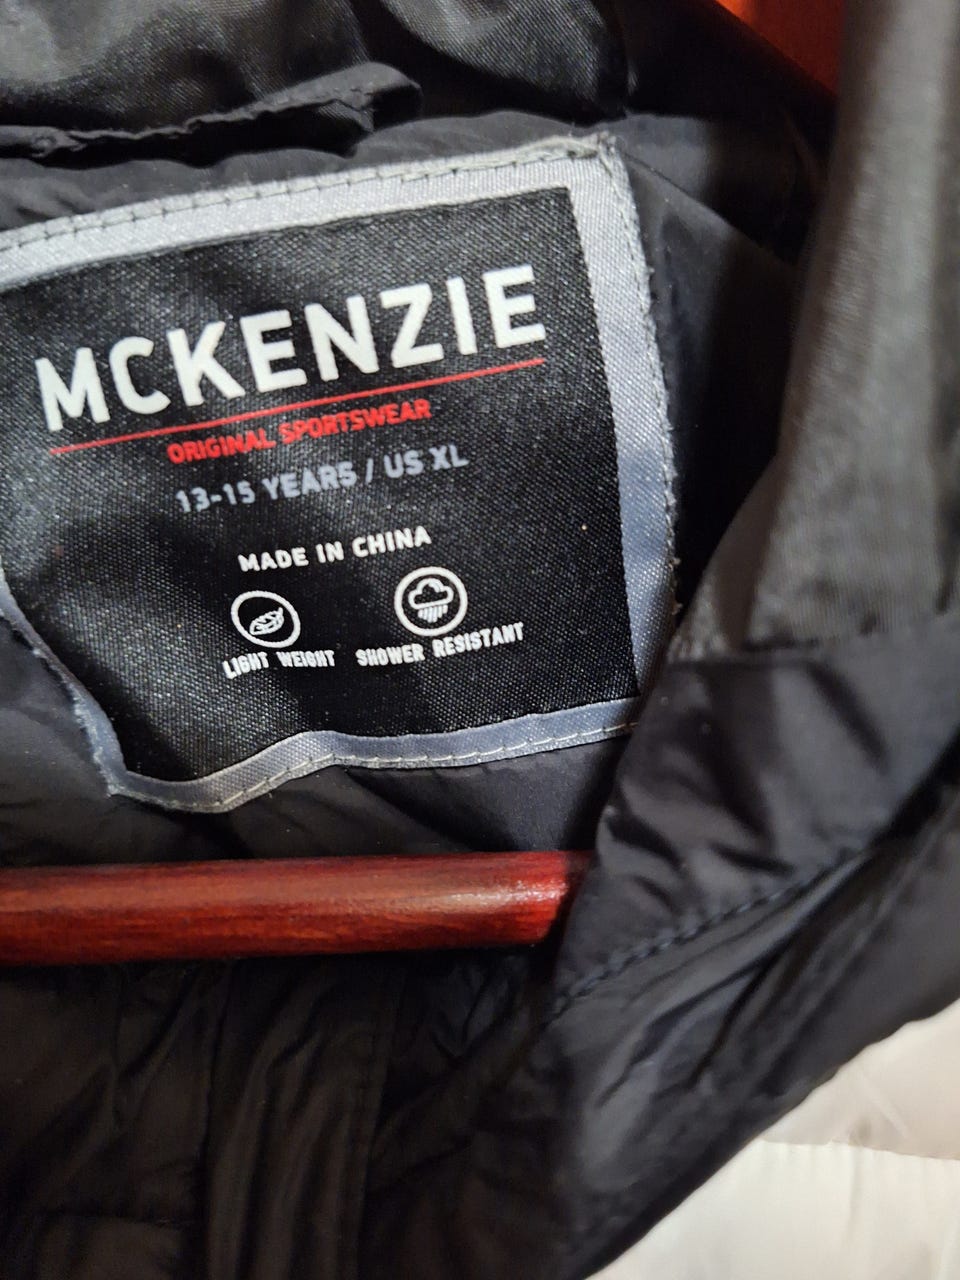 MCKENZIE
ORIGINAL SPORTSWEAR
13-15 YEARS / US XL
MADE IN CHINA
LIGHT WEIGHT SHOWER RESISTANT